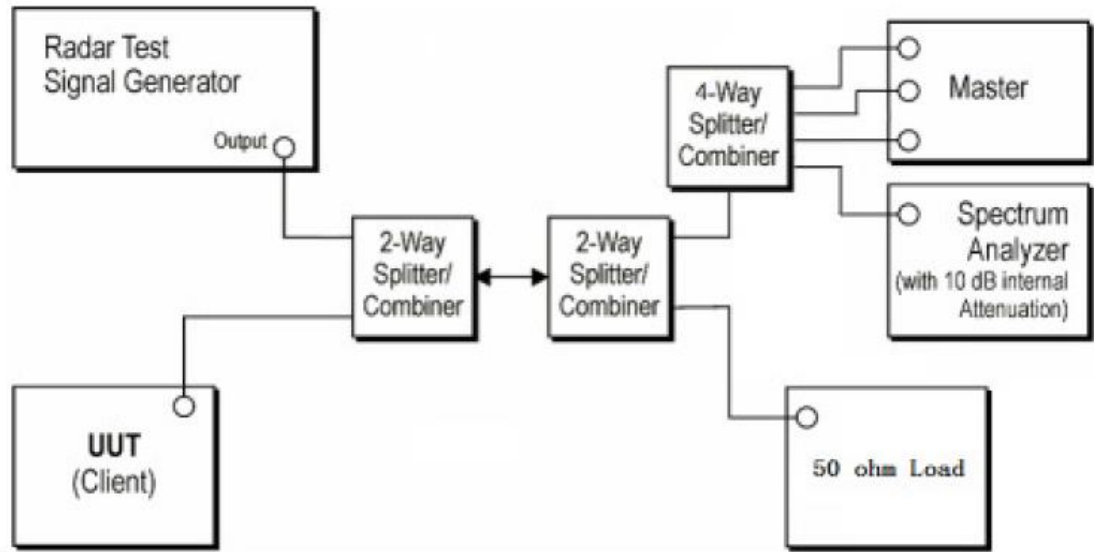 Radar Test
Signal Generator
Output
4-Way
Splitter/
Combiner
Master
2-Way
Splitter/
Combiner
2-Way
Splitter/
Combiner
Spectrum
Analyzer
(with 10 dB internal
Attenuation)
UUT
(Client)
50 ohm Load